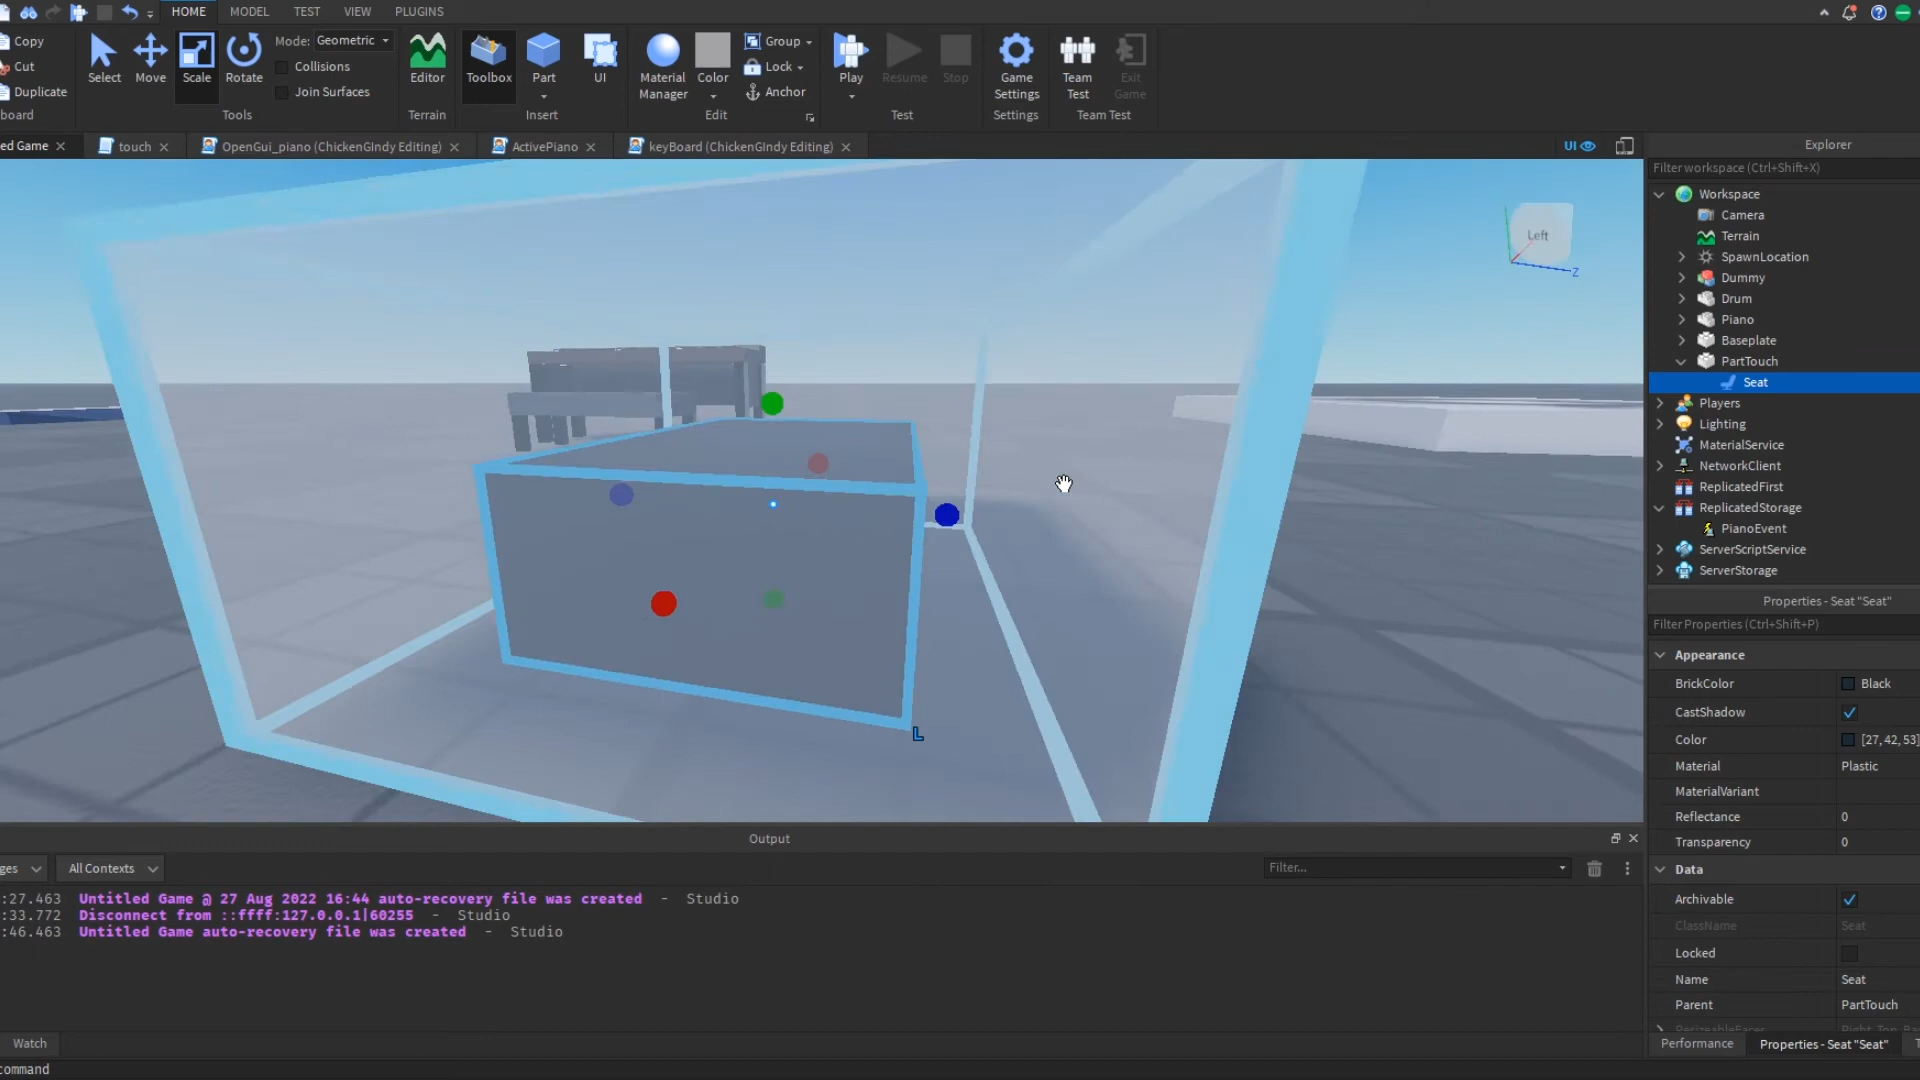 HOME MODEL TEST VIEW PLUGINS
Copy
Cut
Duplicate
board
Select Move Scale Rotate
Mode: Geometric
Collisions
Join Surfaces
Tools
Editor
Terrain
Toolbox Part UI
Insert
Material Manager
Color
Group
Lock
Anchor
Edit
Play Resume Stop
Test
Game Settings
Settings
Team Test
Exit Game
Team Test
ed Game touch OpenGui_piano (ChickenGIndy Editing) ActivePiano keyBoard (ChickenGIndy Editing)
UI
Left
Z
L
Explorer
Filter workspace (Ctrl+Shift+X)
Workspace
Camera
Terrain
SpawnLocation
Dummy
Drum
Piano
Baseplate
PartTouch
Seat
Players
Lighting
MaterialService
NetworkClient
ReplicatedFirst
ReplicatedStorage
PianoEvent
ServerScriptService
ServerStorage
Properties - Seat "Seat"
Filter Properties (Ctrl+Shift+P)
Appearance
BrickColor Black
CastShadow
Color [27, 42, 53]
Material Plastic
MaterialVariant
Reflectance 0
Transparency 0
Data
Archivable
ClassName Seat
Locked
Name Seat
Parent PartTouch
Performance Properties - Seat "Seat"
Output
ges All Contexts Filter...
:27.463 Untitled Game @ 27 Aug 2022 16:44 auto-recovery file was created - Studio
:33.772 Disconnect from ::ffff:127.0.0.1|60255 - Studio
:46.463 Untitled Game auto-recovery file was created - Studio
Watch
command